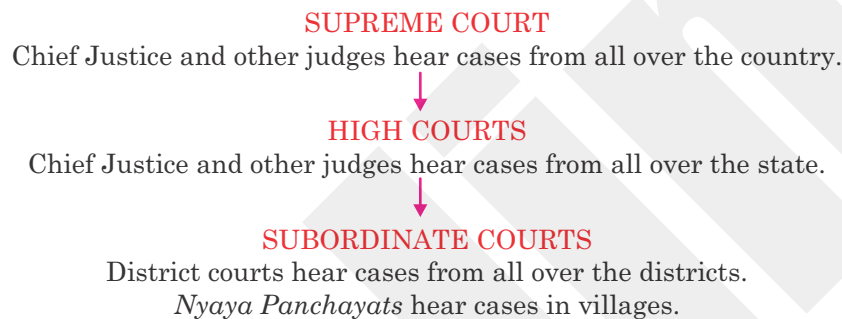 SUPREME COURT
Chief Justice and other judges hear cases from all over the country.
HIGH COURTS
Chief Justice and other judges hear cases from all over the state.
SUBORDINATE COURTS
District courts hear cases from all over the districts.
Nyaya Panchayats hear cases in villages.